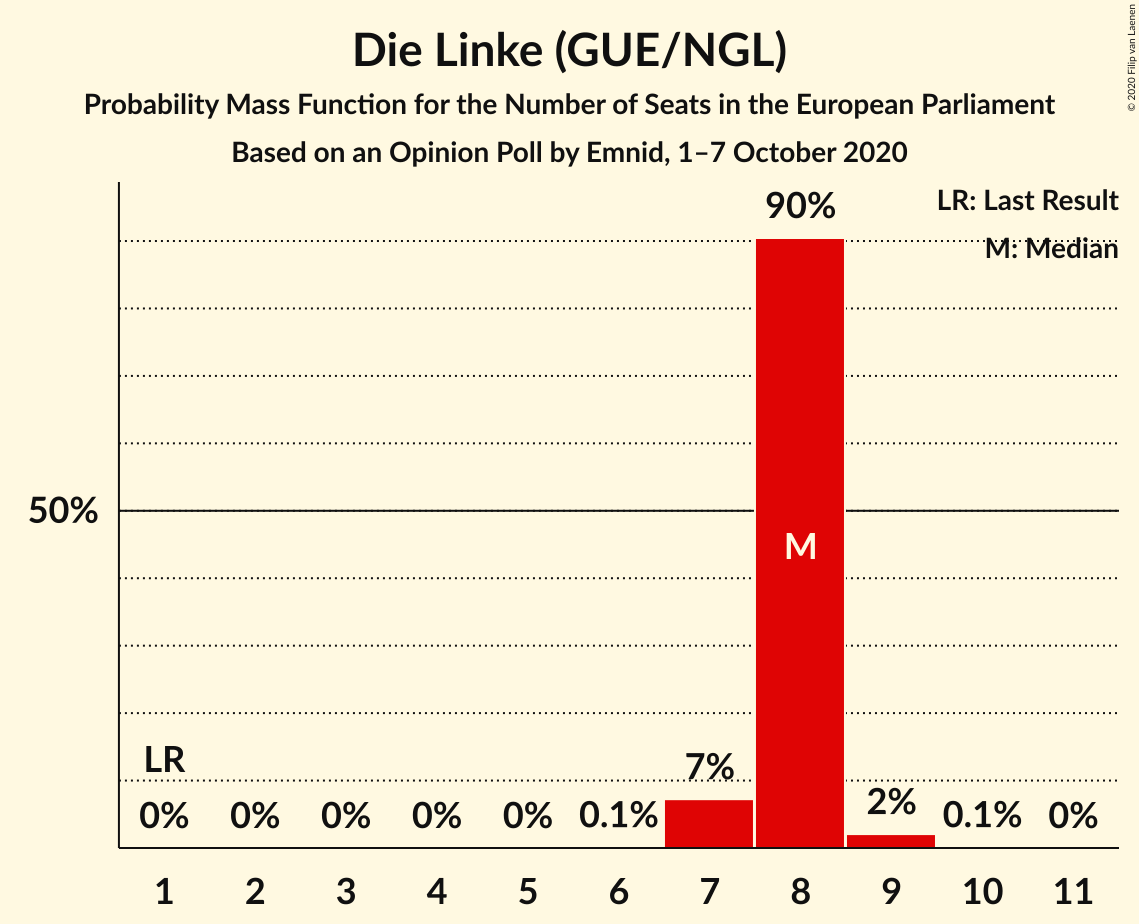 Die Linke (GUE/NGL)
Probability Mass Function for the Number of Seats in the European Parliament
Based on an Opinion Poll by Emnid, 1–7 October 2020
© 2020 Filip van Laenen
LR: Last Result
M: Median
90%
50%
M
LR
7%
0% 0% 0% 0% 0% 0.1% 2% 0.1% 0%
1 2 3 4 5 6 7 8 9 10 11